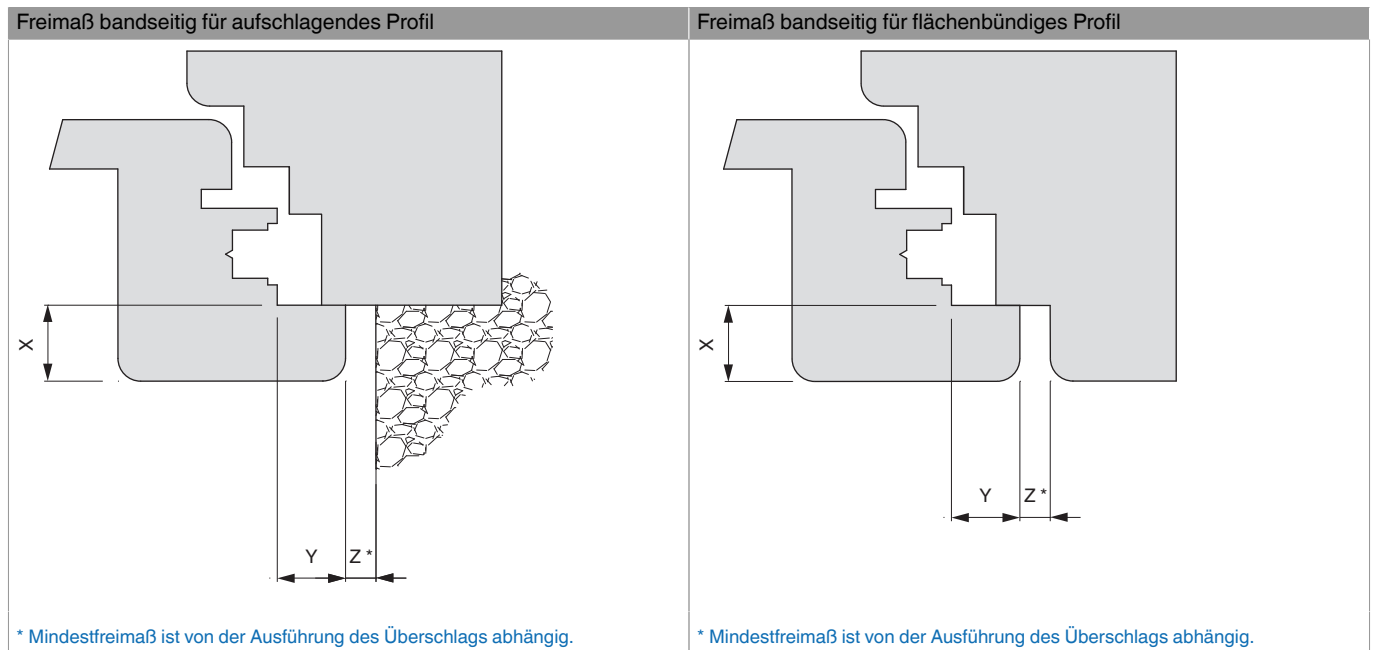 Freimaß bandseitig für aufschlagendes Profil
X
Y
Z *
* Mindestfreimaß ist von der Ausführung des Überschlags abhängig.
Freimaß bandseitig für flächenbündiges Profil
X
Y
Z *
* Mindestfreimaß ist von der Ausführung des Überschlags abhängig.